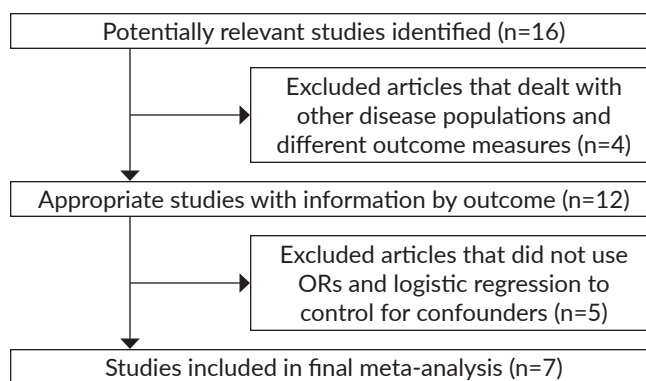 Potentially relevant studies identified (n=16)
Excluded articles that dealt with
other disease populations and
different outcome measures (n=4)
Appropriate studies with information by outcome (n=12)
Excluded articles that did not use
ORs and logistic regression to
control for confounders (n=5)
Studies included in final meta-analysis (n=7)